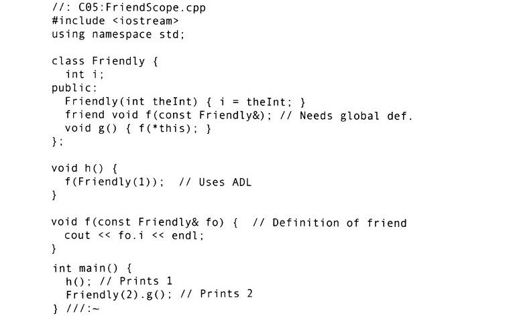 //: C05:FriendScope.cpp
#include <iostream>
using namespace std;

class Friendly {
  int i;
public:
  Friendly(int theInt) { i = theInt; }
  friend void f(const Friendly&); // Needs global def.
  void g() { f(*this); }
};

void h() {
  f(Friendly(1));  // Uses ADL
}

void f(const Friendly& fo) {  // Definition of friend
  cout << fo.i << endl;
}
int main() {
  h(); // Prints 1
  Friendly(2).g(); // Prints 2
} ///:~